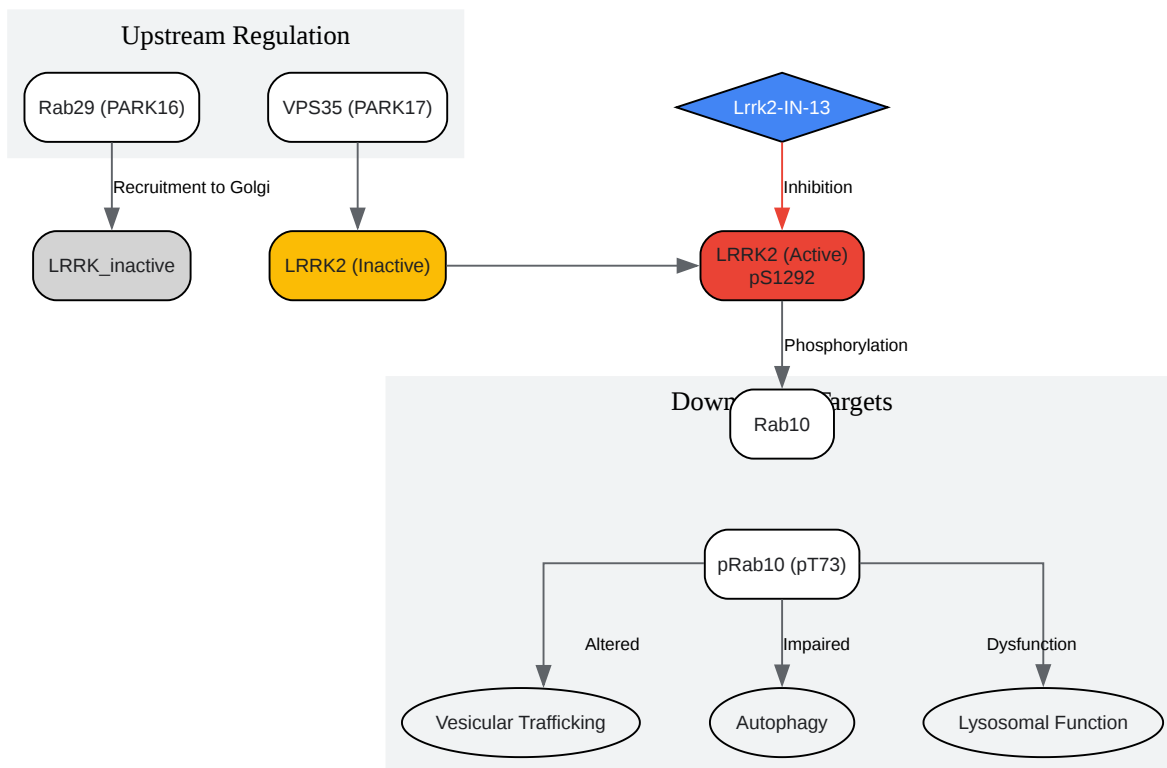 Upstream Regulation
Rab29 (PARK16)
VPS35 (PARK17)
Lrrk2-IN-13
Recruitment to Golgi
Inhibition
LRRK_inactive
LRRK2 (Inactive)
LRRK2 (Active)
pS1292
Phosphorylation
Targets
Rab10
pRab10 (pT73)
Altered
Impaired
Dysfunction
Vesicular Trafficking
Autophagy
Lysosomal Function